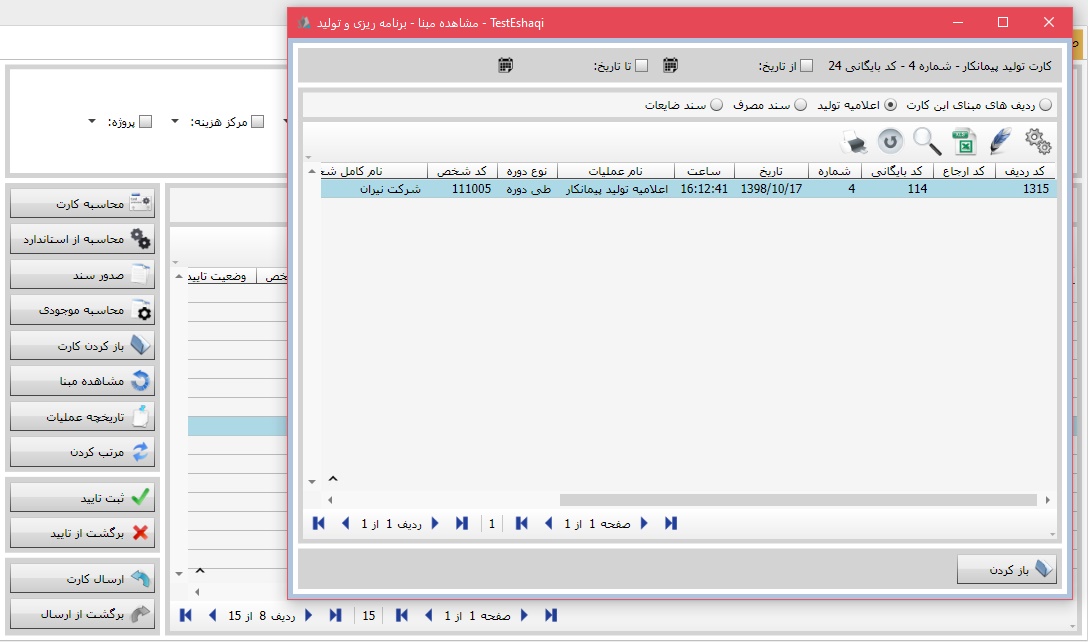 TestEshaqi - مشاهده مبنا - برنامه ریزی و تولید
کارت تولید پیمانکار - شماره 4 - کد بایگانی 24
از تاریخ:
تا تاریخ:
ردیف های مبنای این کارت
اعلامیه تولید
سند مصرف
سند ضایعات
کد ردیف
کد ارجاع
کد بایگانی
شماره
تاریخ
ساعت
نام عملیات
نوع دوره
کد شخص
نام کامل شخ
1315
114
4
1398/10/17
16:12:41
اعلامیه تولید پیمانکار
طی دوره
111005
شرکت نیران
ردیف 1 از 1
1
صفحه 1 از 1
باز کردن
مرکز هزینه:
پروژه:
خص
وضعیت تایید
محاسبه کارت
محاسبه از استاندارد
صدور سند
محاسبه موجودی
باز کردن کارت
مشاهده مبنا
تاریخچه عملیات
مرتب کردن
ثبت تایید
برگشت از تایید
ارسال کارت
برگشت از ارسال
ردیف 8 از 15
15
صفحه 1 از 1